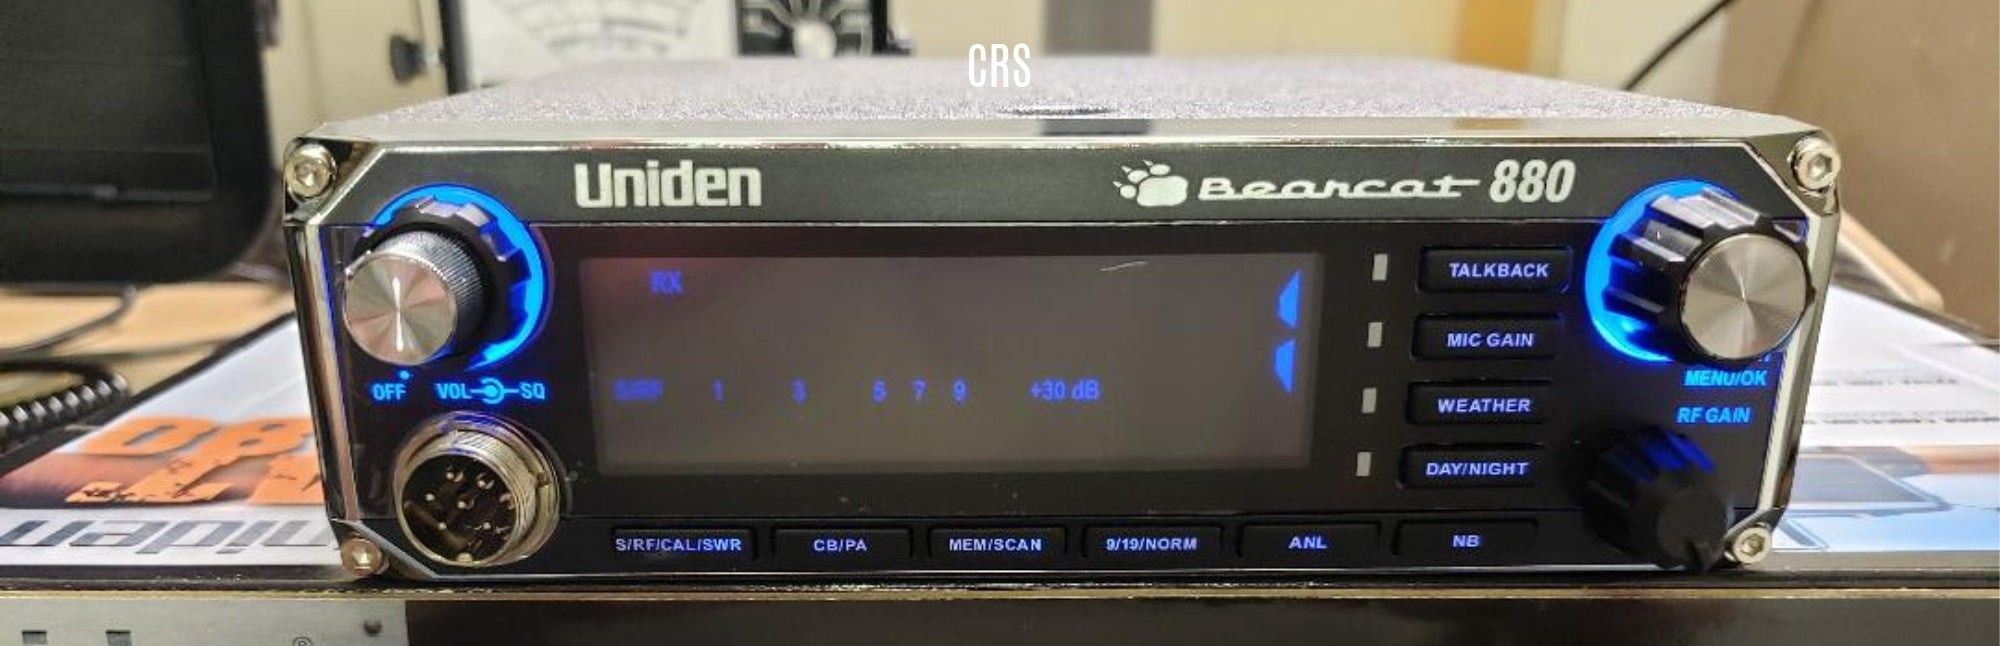 CRS
Uniden
Bearcat 880
RX
S/RF 1 3 5 7 9 +30 dB
TALKBACK
MIC GAIN
WEATHER
DAY/NIGHT
OFF VOL SQ
MENU/OK
RF GAIN
S/RF/CAL/SWR CB/PA MEM/SCAN 9/19/NORM ANL NB